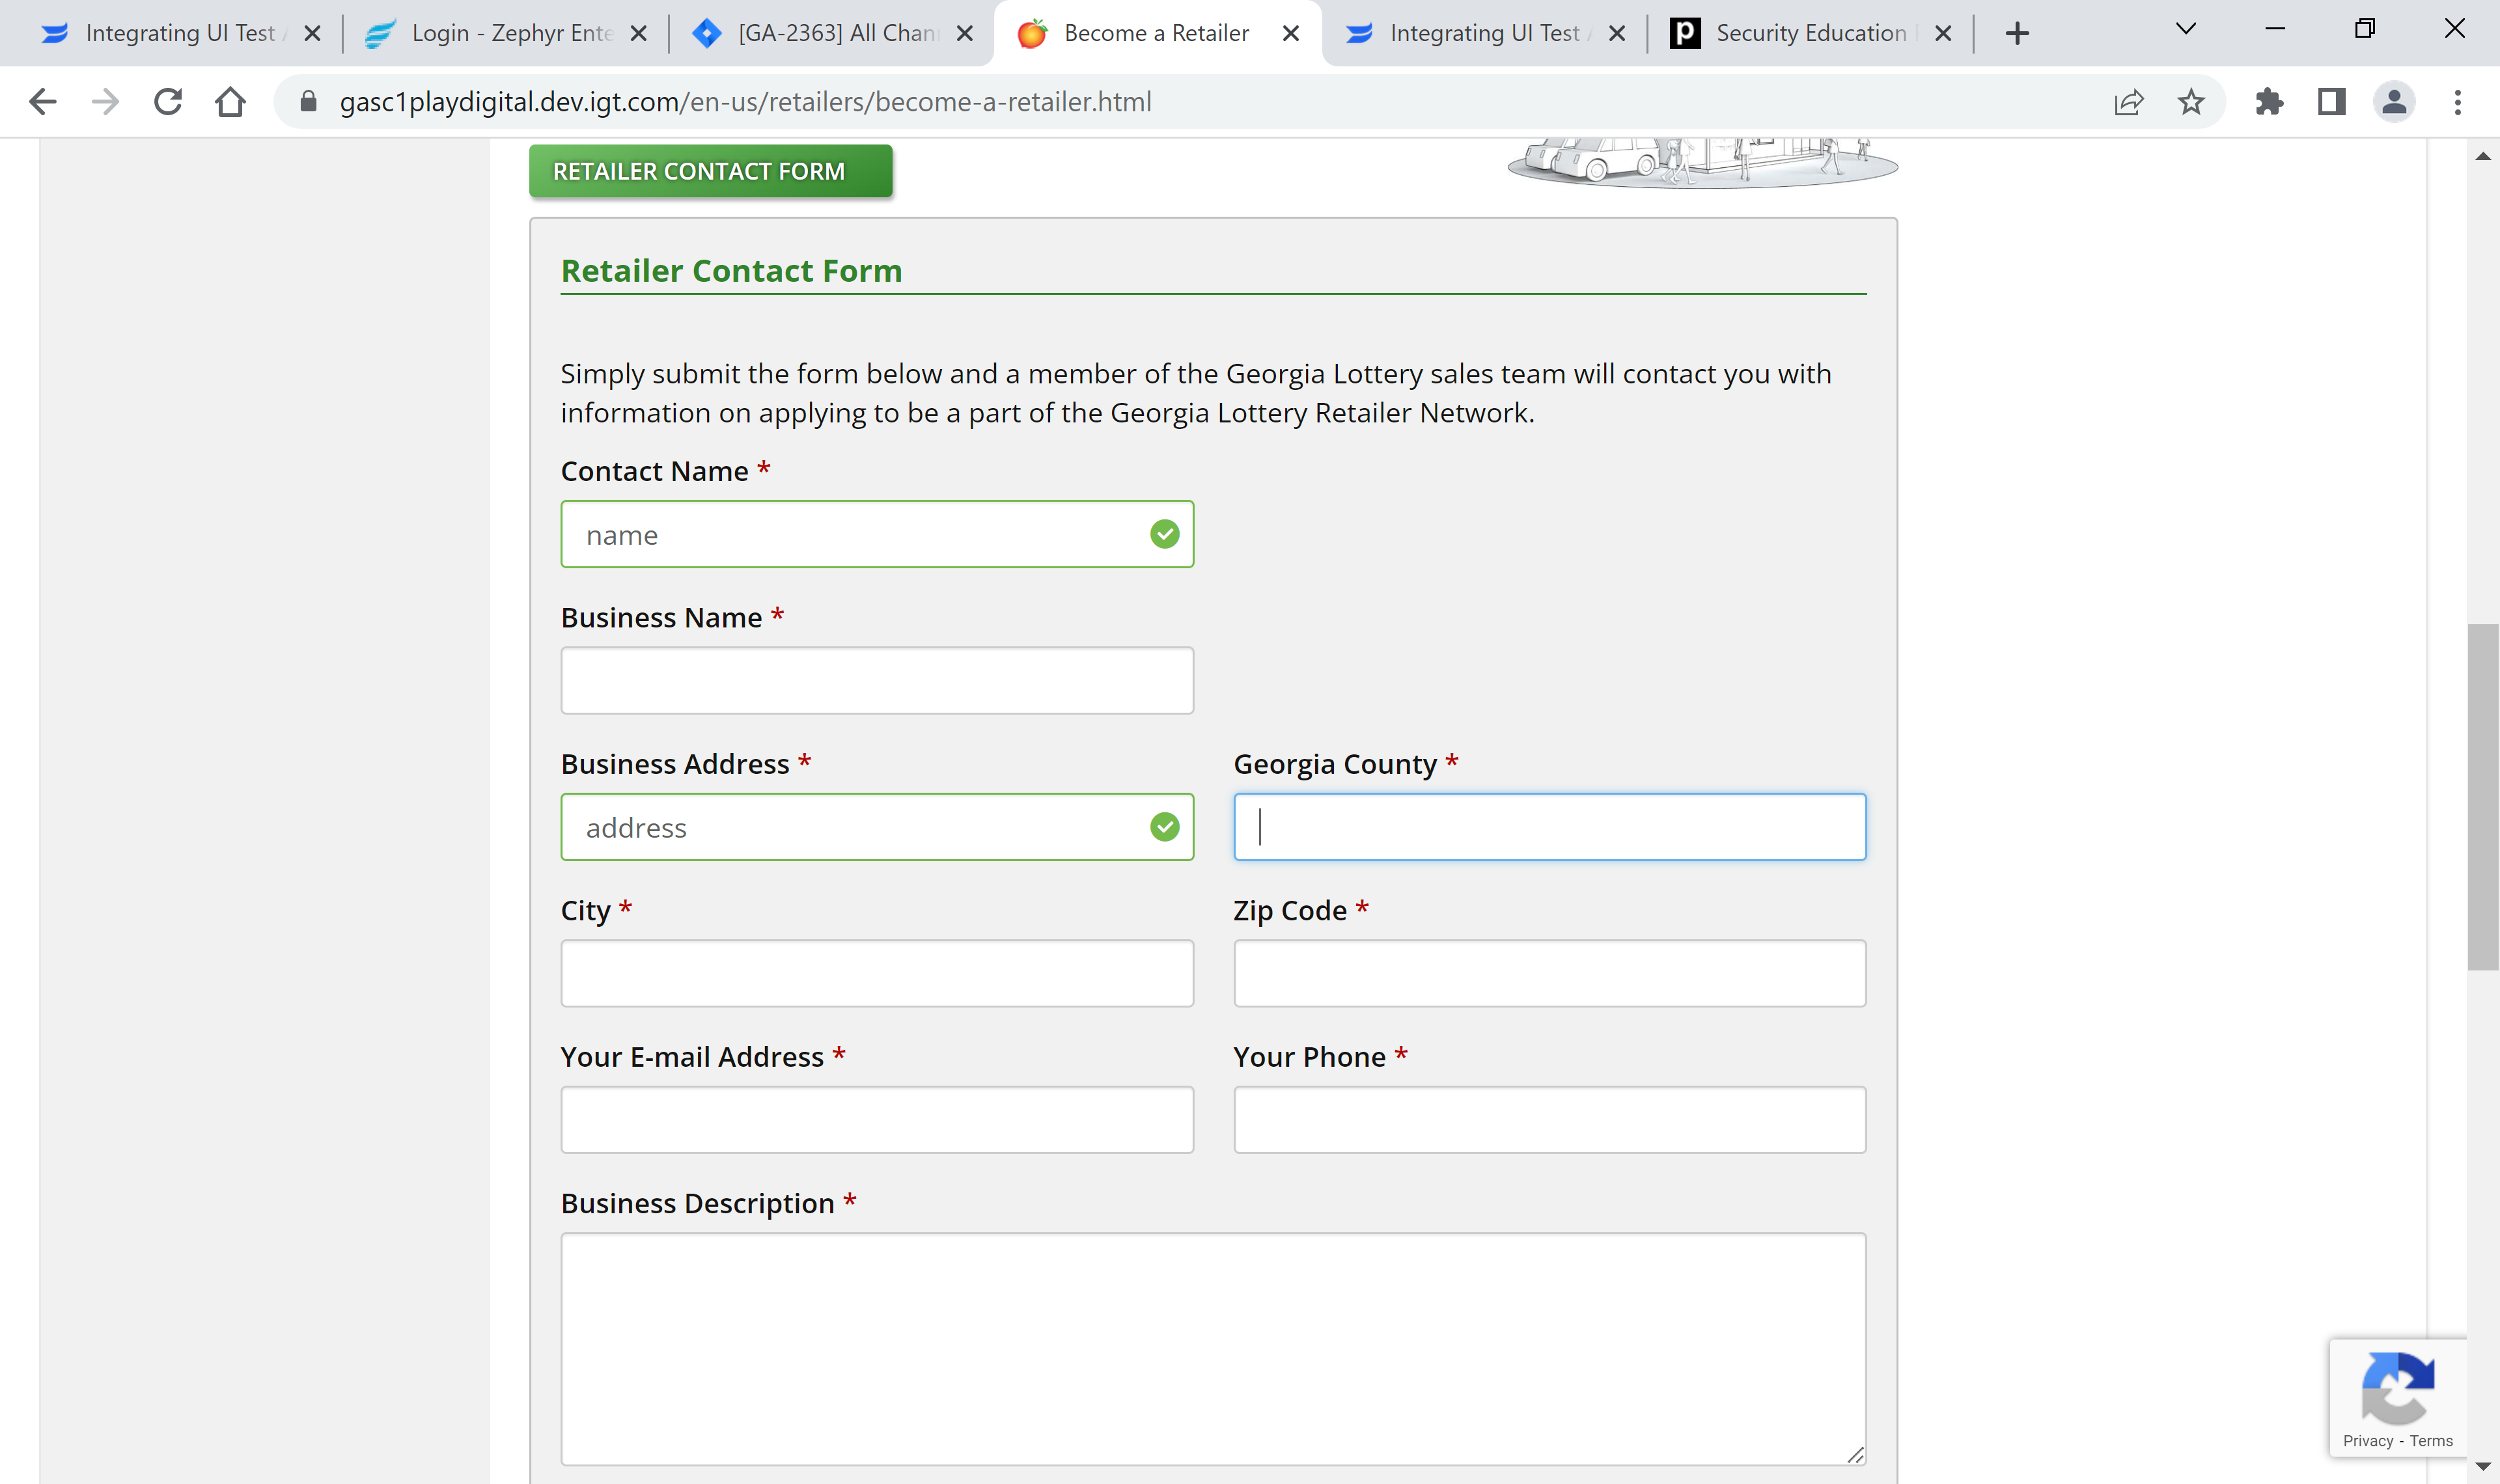 Integrating UI Test
Login - Zephyr Ente
[GA-2363] All Chan
Become a Retailer
Integrating UI Test
Security Education
gasc1playdigital.dev.igt.com/en-us/retailers/become-a-retailer.html
RETAILER CONTACT FORM
Retailer Contact Form
Simply submit the form below and a member of the Georgia Lottery sales team will contact you with
information on applying to be a part of the Georgia Lottery Retailer Network.
Contact Name *
name
Business Name *
Business Address *
Georgia County *
address
City *
Zip Code *
Your E-mail Address *
Your Phone *
Business Description *
Privacy - Terms